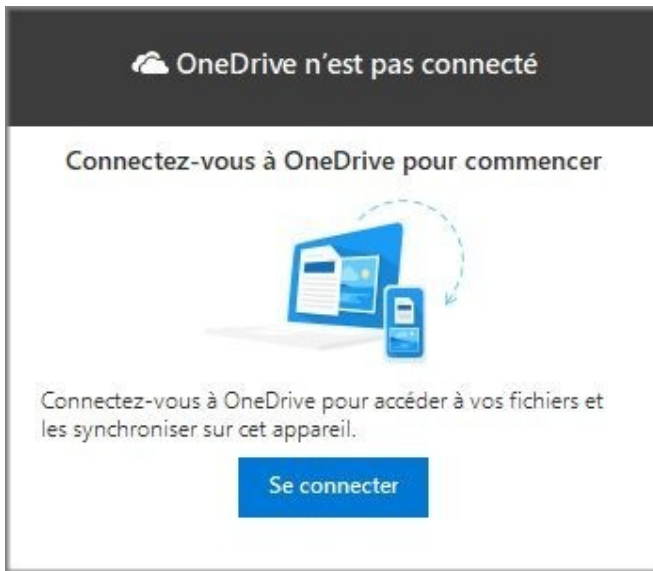 OneDrive n'est pas connecté
Connectez-vous à OneDrive pour commencer
Connectez-vous à OneDrive pour accéder à vos fichiers et
les synchroniser sur cet appareil.
Se connecter